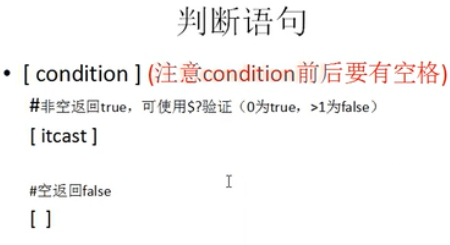 判断语句
• [ condition ] (注意condition前后要有空格)
#非空返回true，可使用$?验证（0为true，>1为false）
[ itcast ]
#空返回false
[ ]